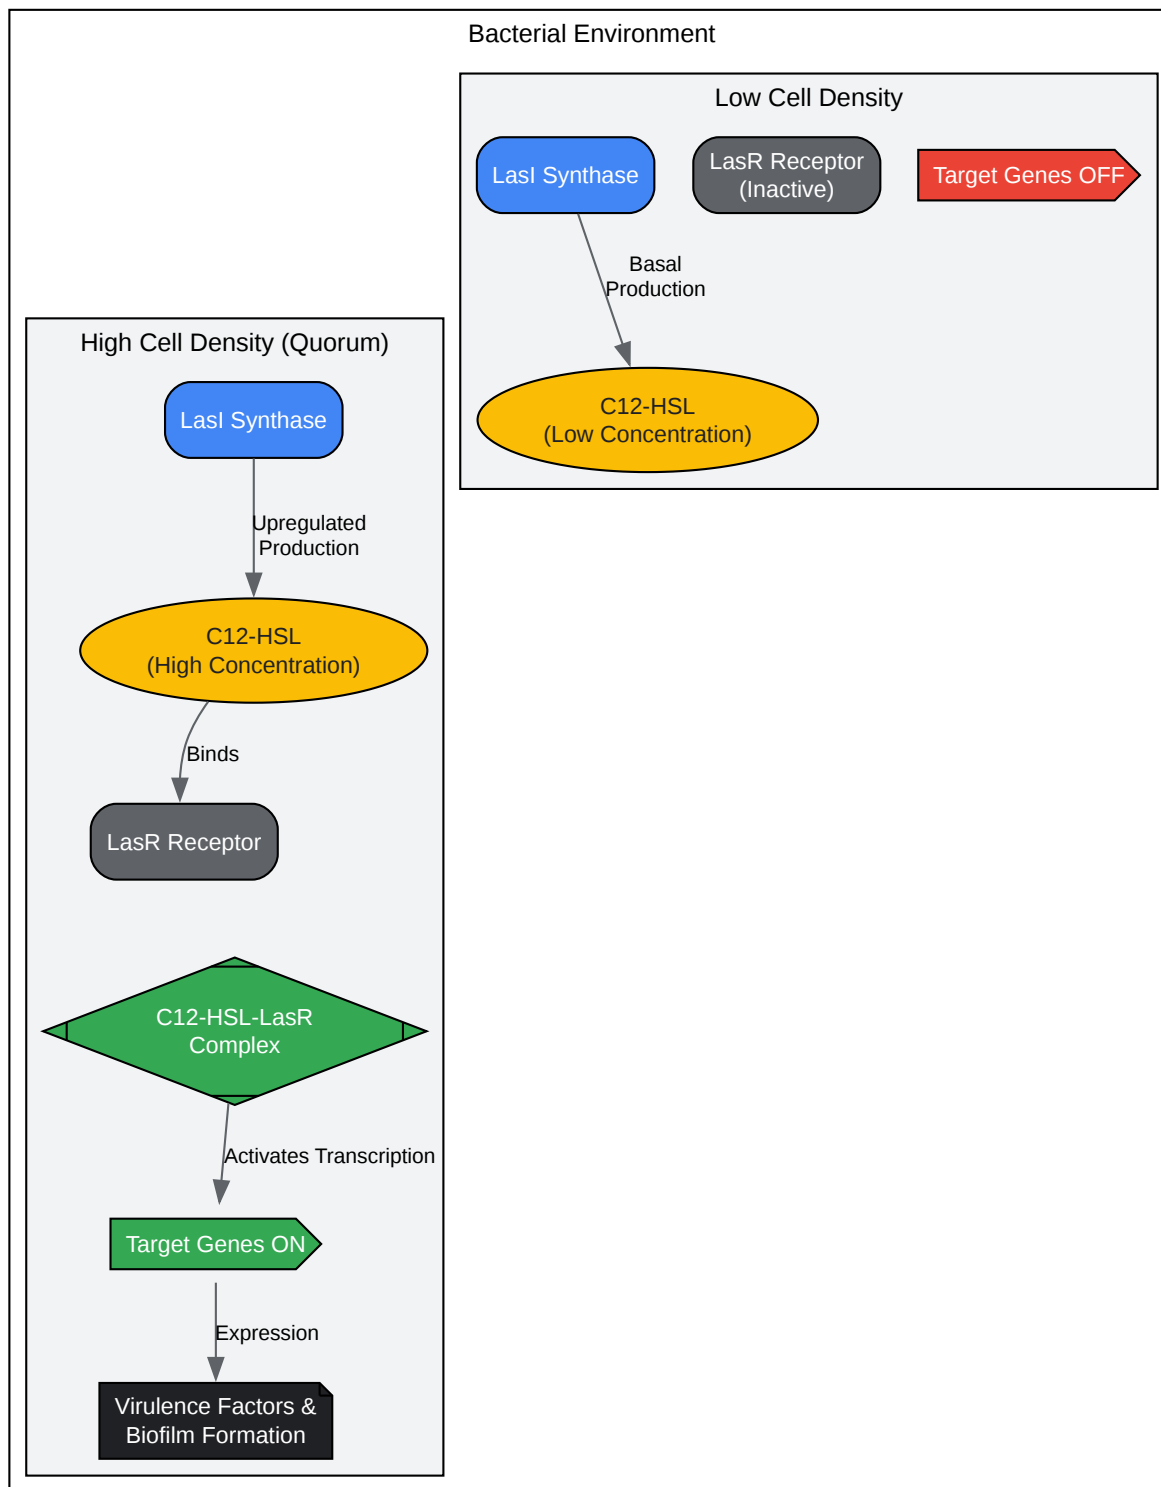 Bacterial Environment
Low Cell Density
LasI Synthase
LasR Receptor
(Inactive)
Target Genes OFF
Basal
Production
C12-HSL
(Low Concentration)
High Cell Density (Quorum)
LasI Synthase
Upregulated
Production
C12-HSL
(High Concentration)
Binds
LasR Receptor
C12-HSL-LasR
Complex
Activates Transcription
Target Genes ON
Expression
Virulence Factors &
Biofilm Formation